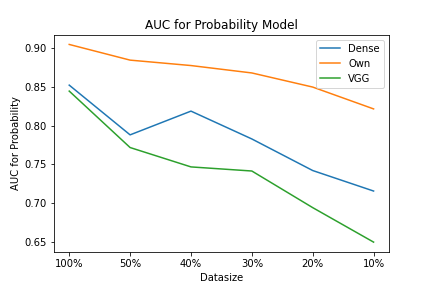 AUC for Probability Model
AUC for Probability
0.90
0.85
0.80
0.75
0.70
0.65
Dense
Own
VGG
100%
50%
40%
30%
20%
10%
Datasize